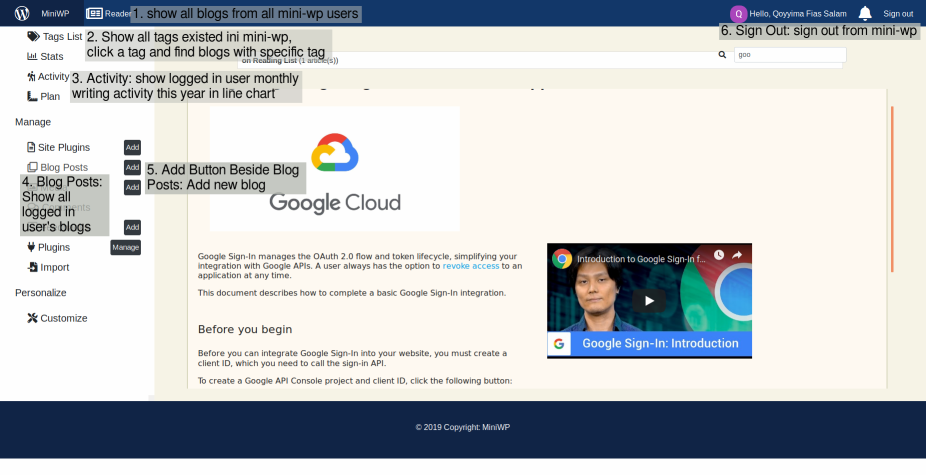 MiniWP
Reader
1. show all blogs from all mini-wp users
Q
Hello, Qoyyima Fias Salam
Sign out
6. Sign Out: sign out from mini-wp
Tags List
2. Show all tags existed ini mini-wp,
click a tag and find blogs with specific tag
on Reading List (1 article(s))
goo
Stats
Activity
3. Activity: show logged in user monthly
writing activity this year in line chart
Plan
Manage
Site Plugins
Add
Blog Posts
Add
5. Add Button Beside Blog
Posts: Add new blog
4. Blog Posts:
Show all
logged in
user's blogs
Add
Comments
Add
Plugins
Manage
Import
Personalize
Customize
Google Cloud
Google Sign-In manages the OAuth 2.0 flow and token lifecycle, simplifying your
integration with Google APIs. A user always has the option to revoke access to an
application at any time.
This document describes how to complete a basic Google Sign-In integration.
Before you begin
Before you can integrate Google Sign-In into your website, you must create a
client ID, which you need to call the sign-in API.
To create a Google API Console project and client ID, click the following button:
Introduction to Google Sign-In f...
G
Google Sign-In: Introduction
© 2019 Copyright: MiniWP